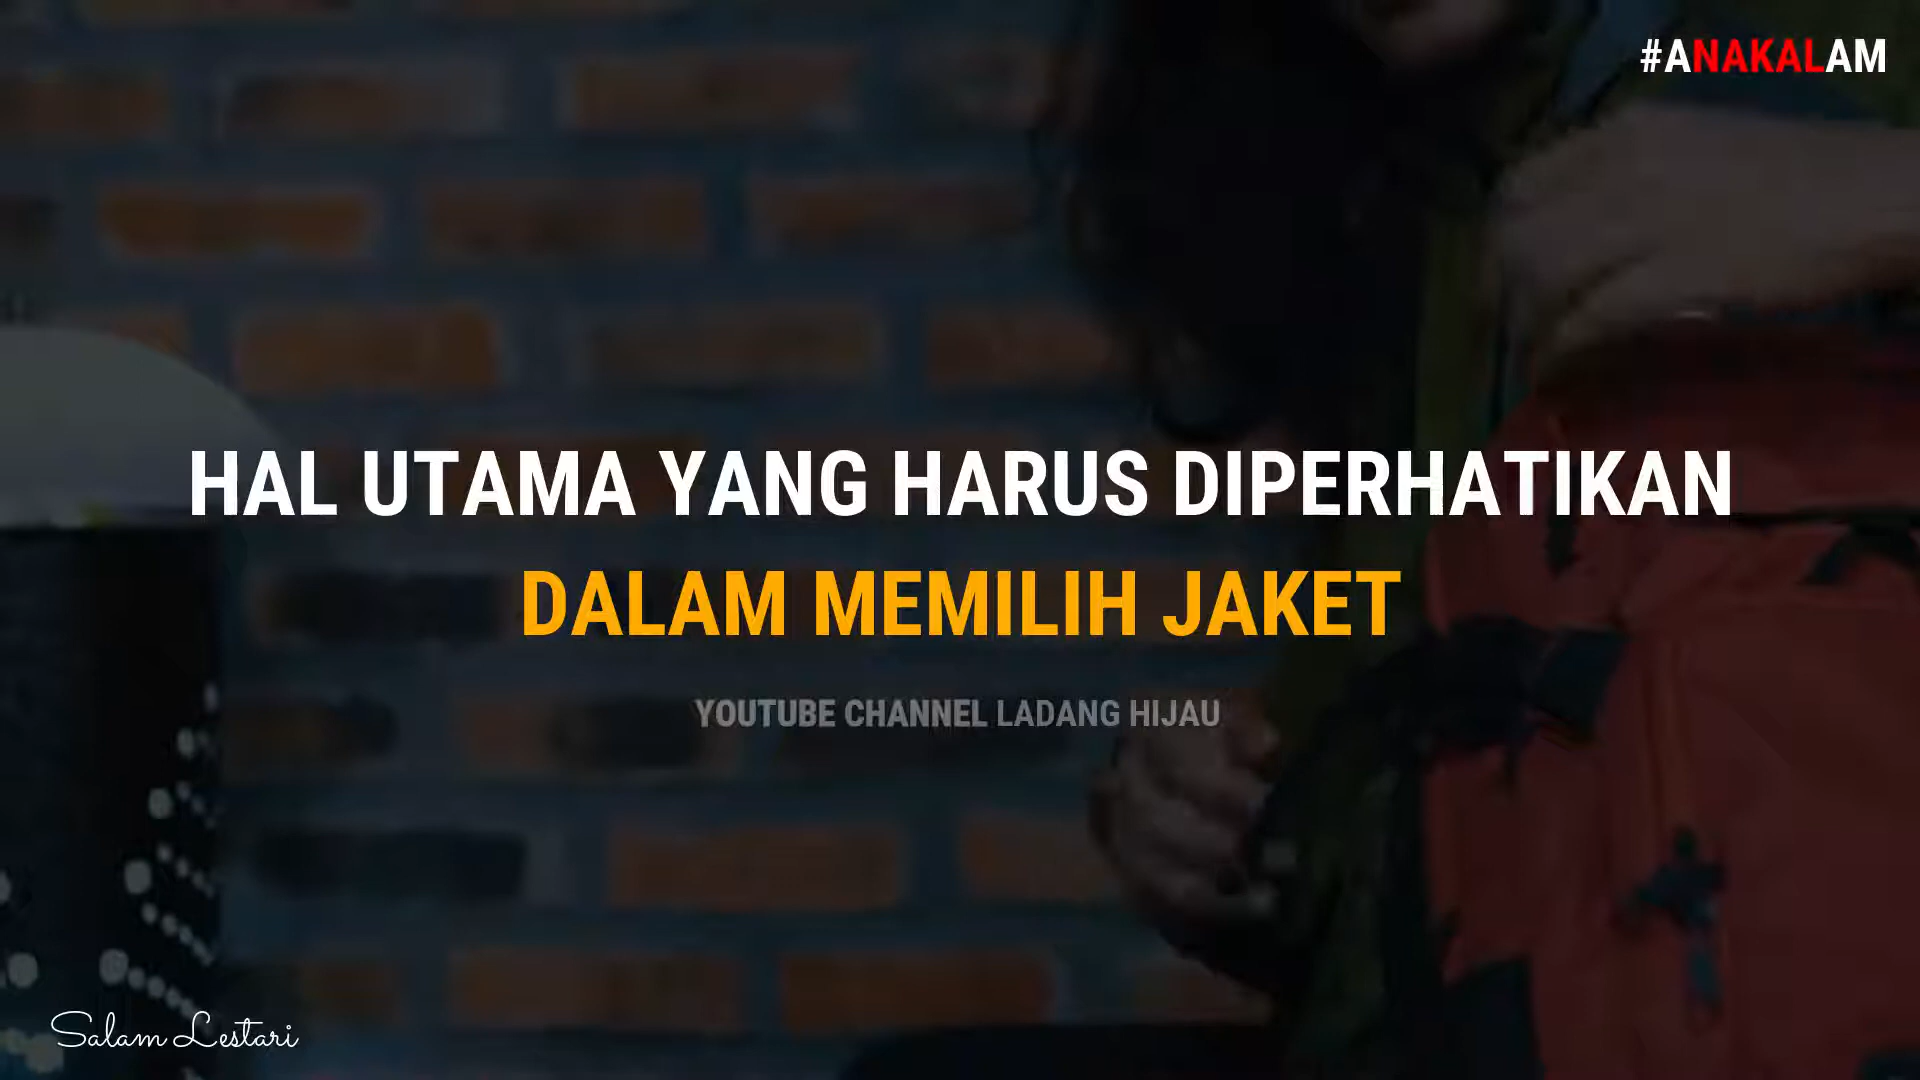 #ANAKALAM
HAL UTAMA YANG HARUS DIPERHATIKAN
DALAM MEMILIH JAKET
YOUTUBE CHANNEL LADANG HIJAU
Salam Lestari